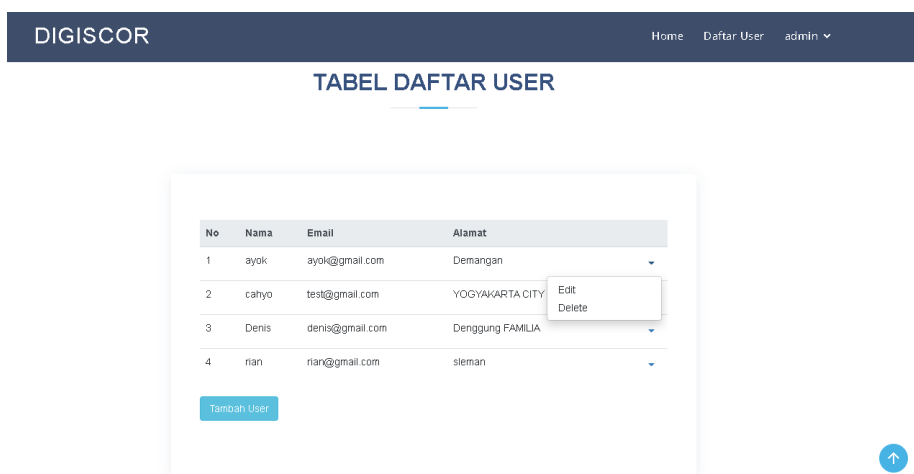 DIGISCOR Home Daftar User admin
TABEL DAFTAR USER
No Nama Email Alamat
1 ayok ayok@gmail.com Demangan
Edit
2 cahyo test@gmail.com YOGYAKARTA CITY
Delete
3 Denis denis@gmail.com Denggung FAMILIA
4 rian rian@gmail.com sleman
Tambah User